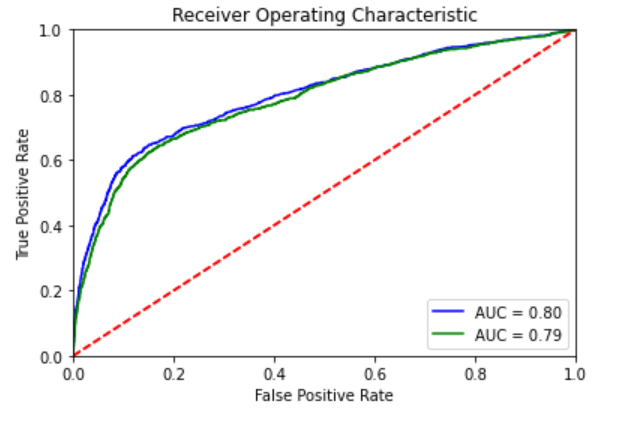 Receiver Operating Characteristic
1.0
0.8
0.6
0.4
0.2
0.0
True Positive Rate
AUC = 0.80
AUC = 0.79
0.0 0.2 0.4 0.6 0.8 1.0
False Positive Rate